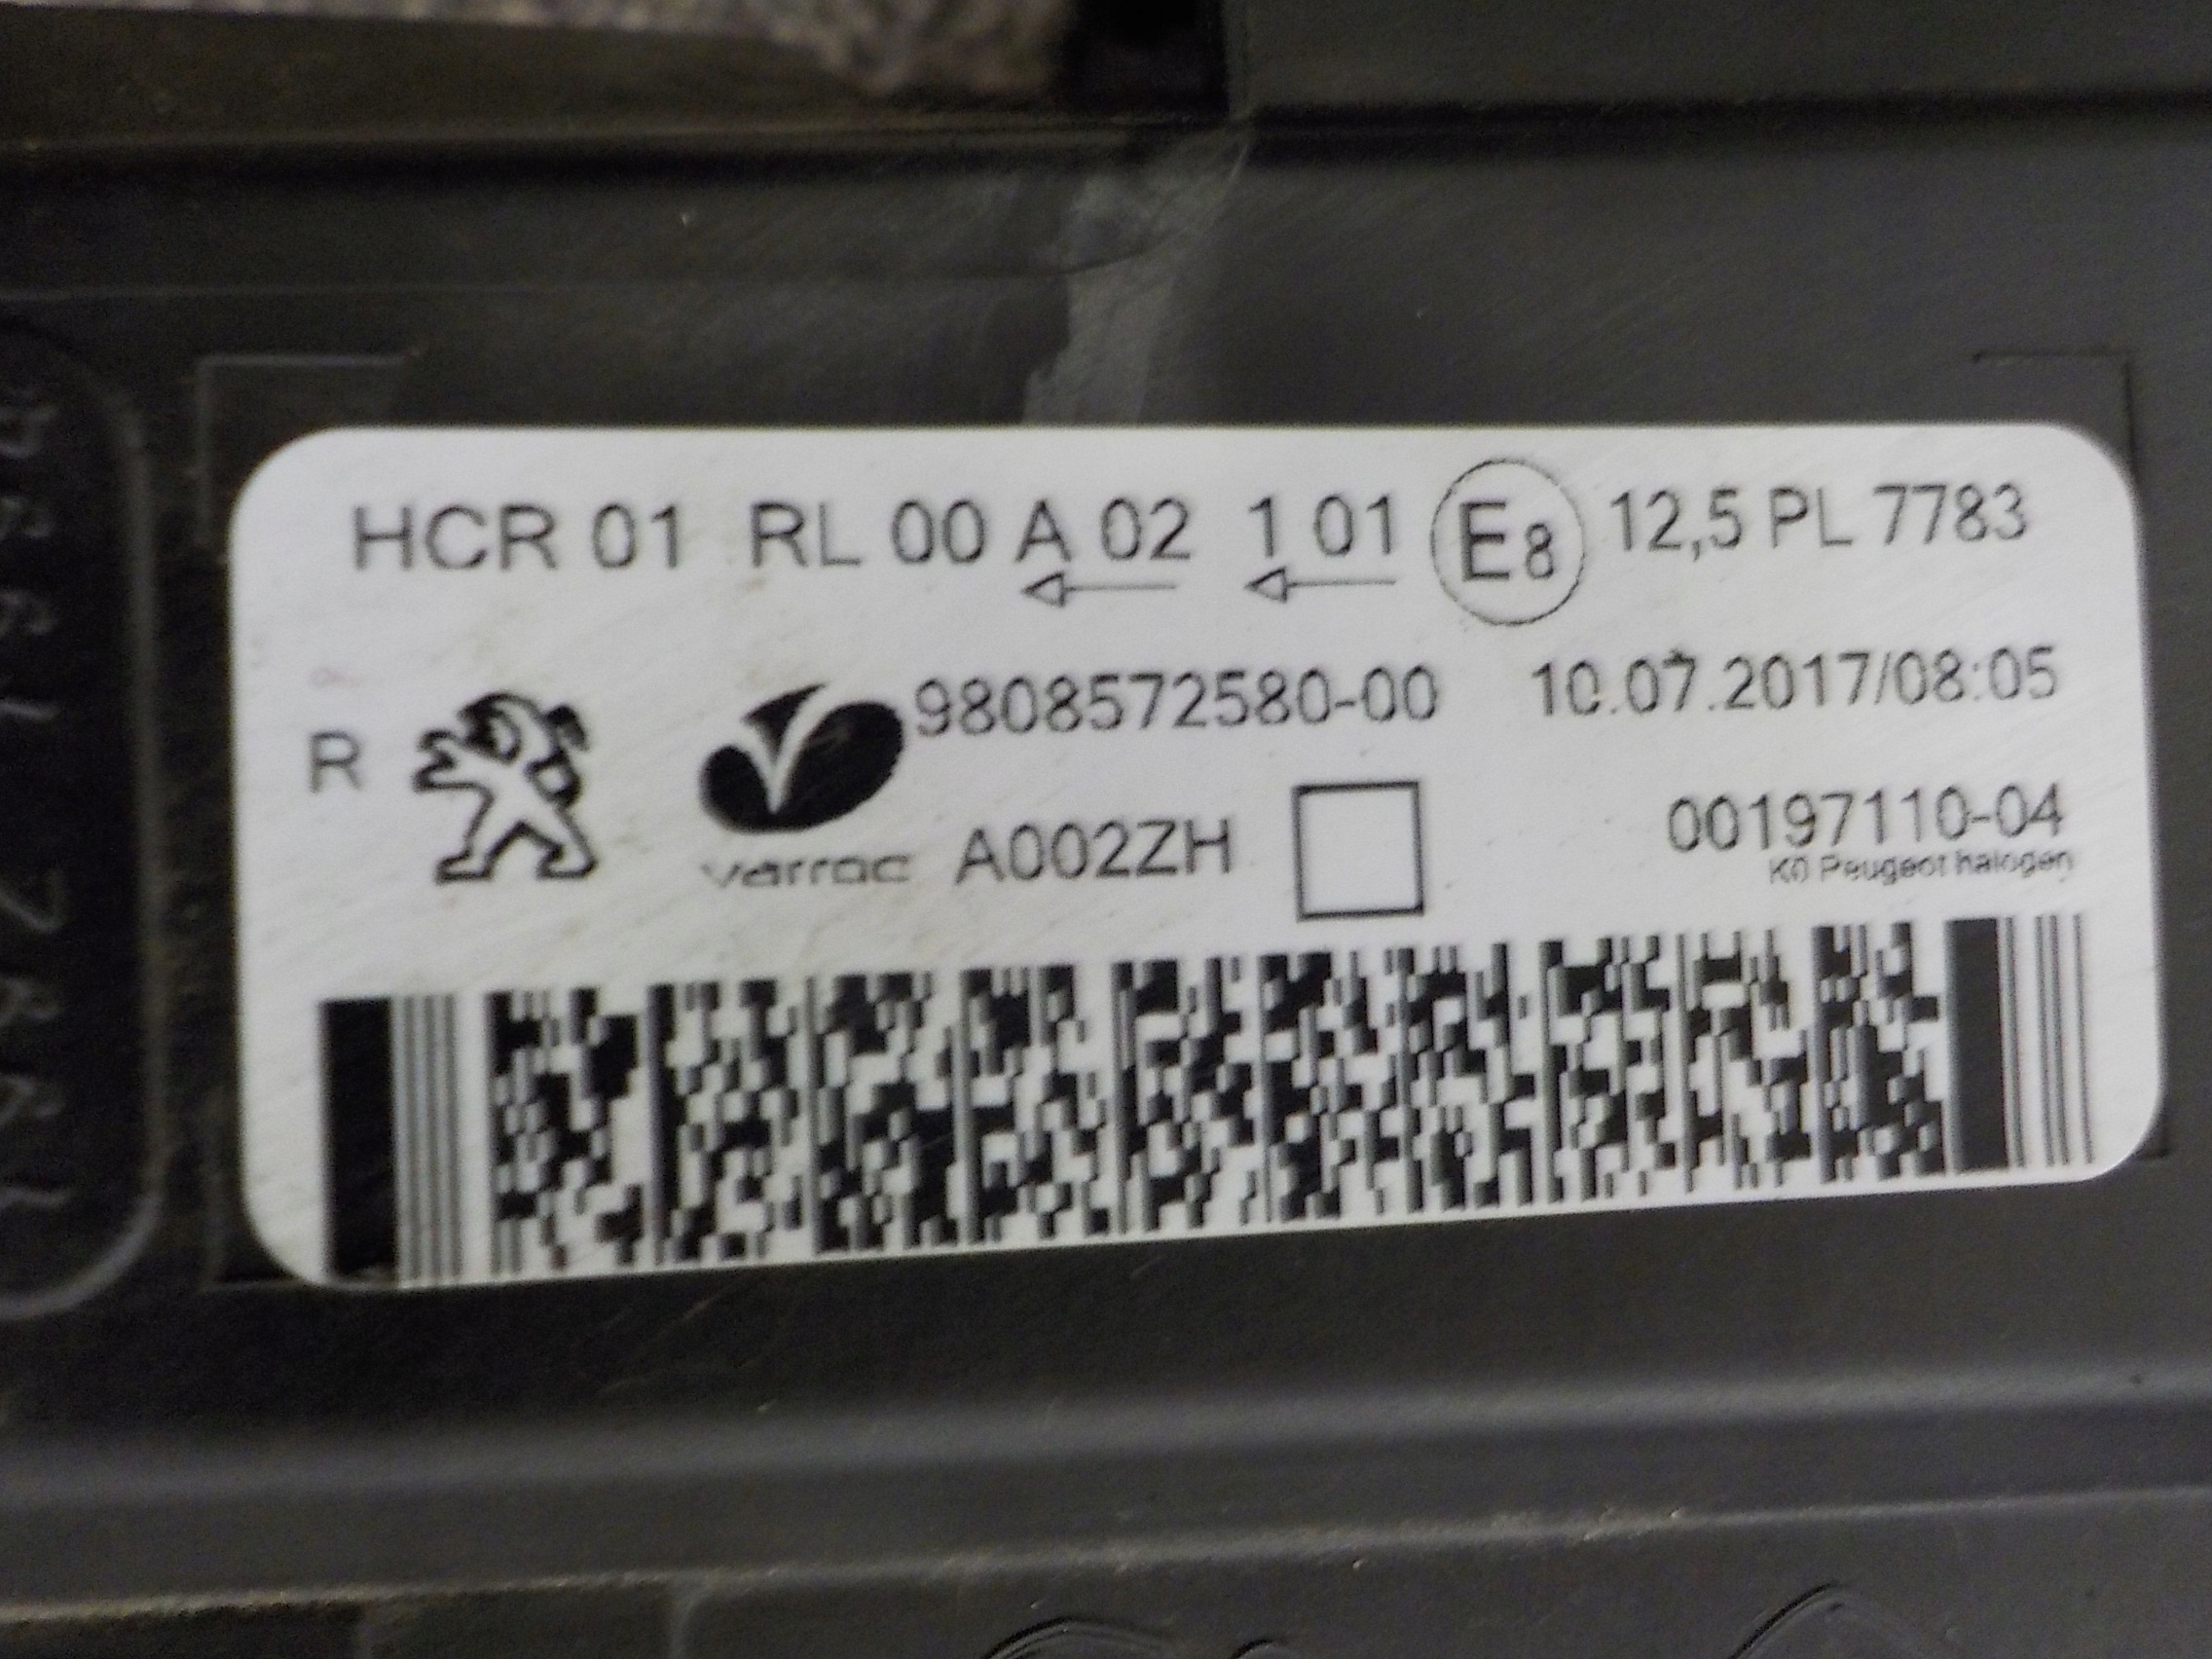 HCR 01 RL 00 A 02 1 01 E8 12,5 PL 7783
9808572580-00 10.07.2017/08:05
R
varroc A002ZH 00197110-04
K0 Peugeot halogen